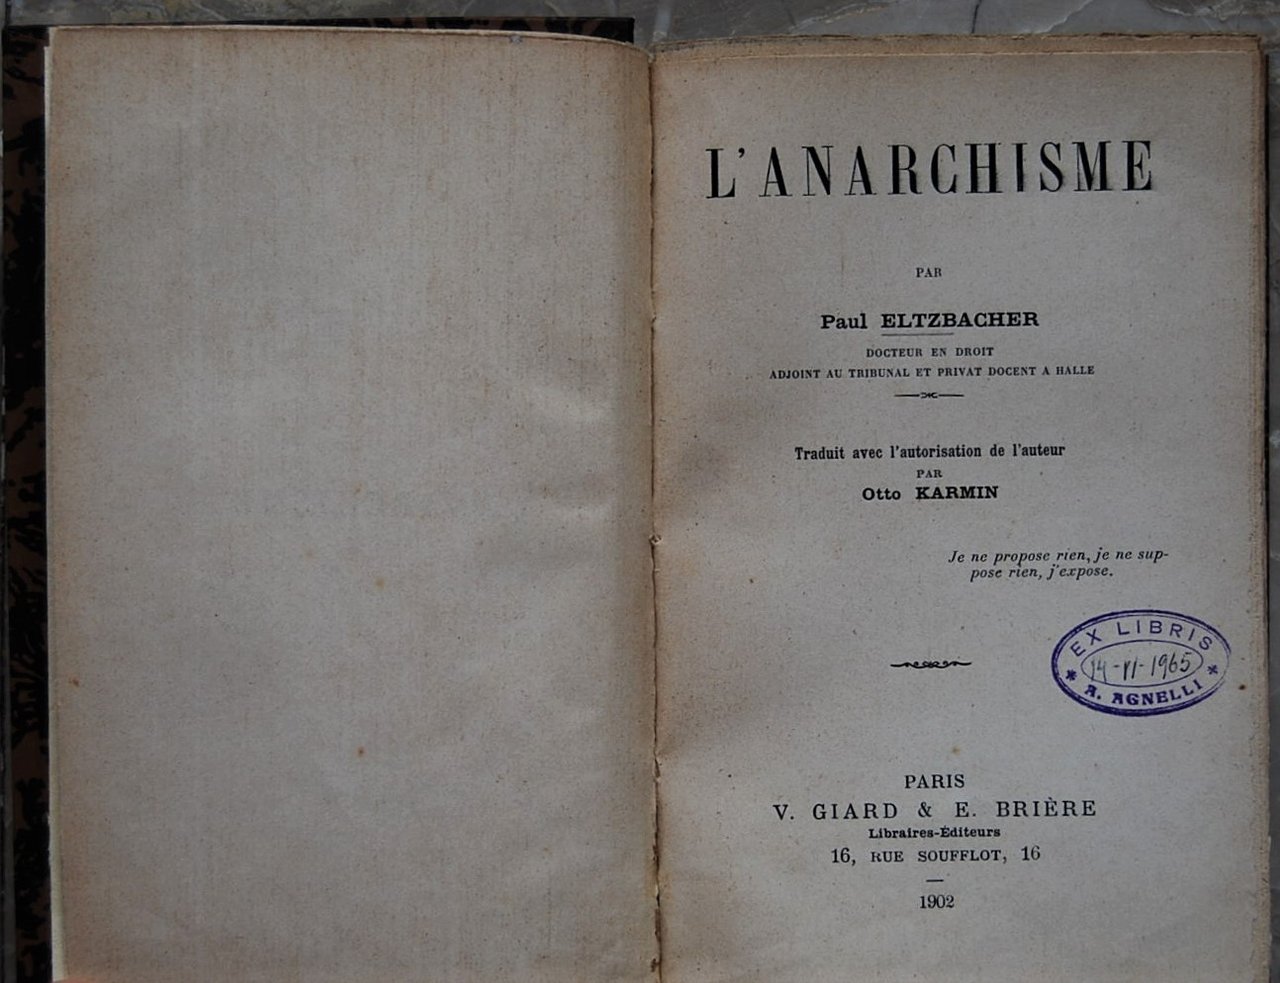 L'ANARCHISME
PAR
Paul ELTZBACHER
DOCTEUR EN DROIT
ADJOINT AU TRIBUNAL ET PRIVAT DOCENT A HALLE
Traduit avec l'autorisation de l'auteur
PAR
Otto KARMIN
Je ne propose rien, je ne sup-
pose rien, j'expose.
EX LIBRIS
14-VI-1965
A. AGNELLI
PARIS
V. GIARD & E. BRIÈRE
Libraires-Éditeurs
16, RUE SOUFFLOT, 16
1902